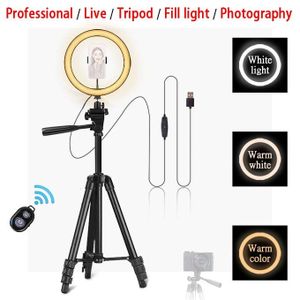 Professional / Live / Tripod / Fill light / Photography
White
light
Warm
white
Warm
color